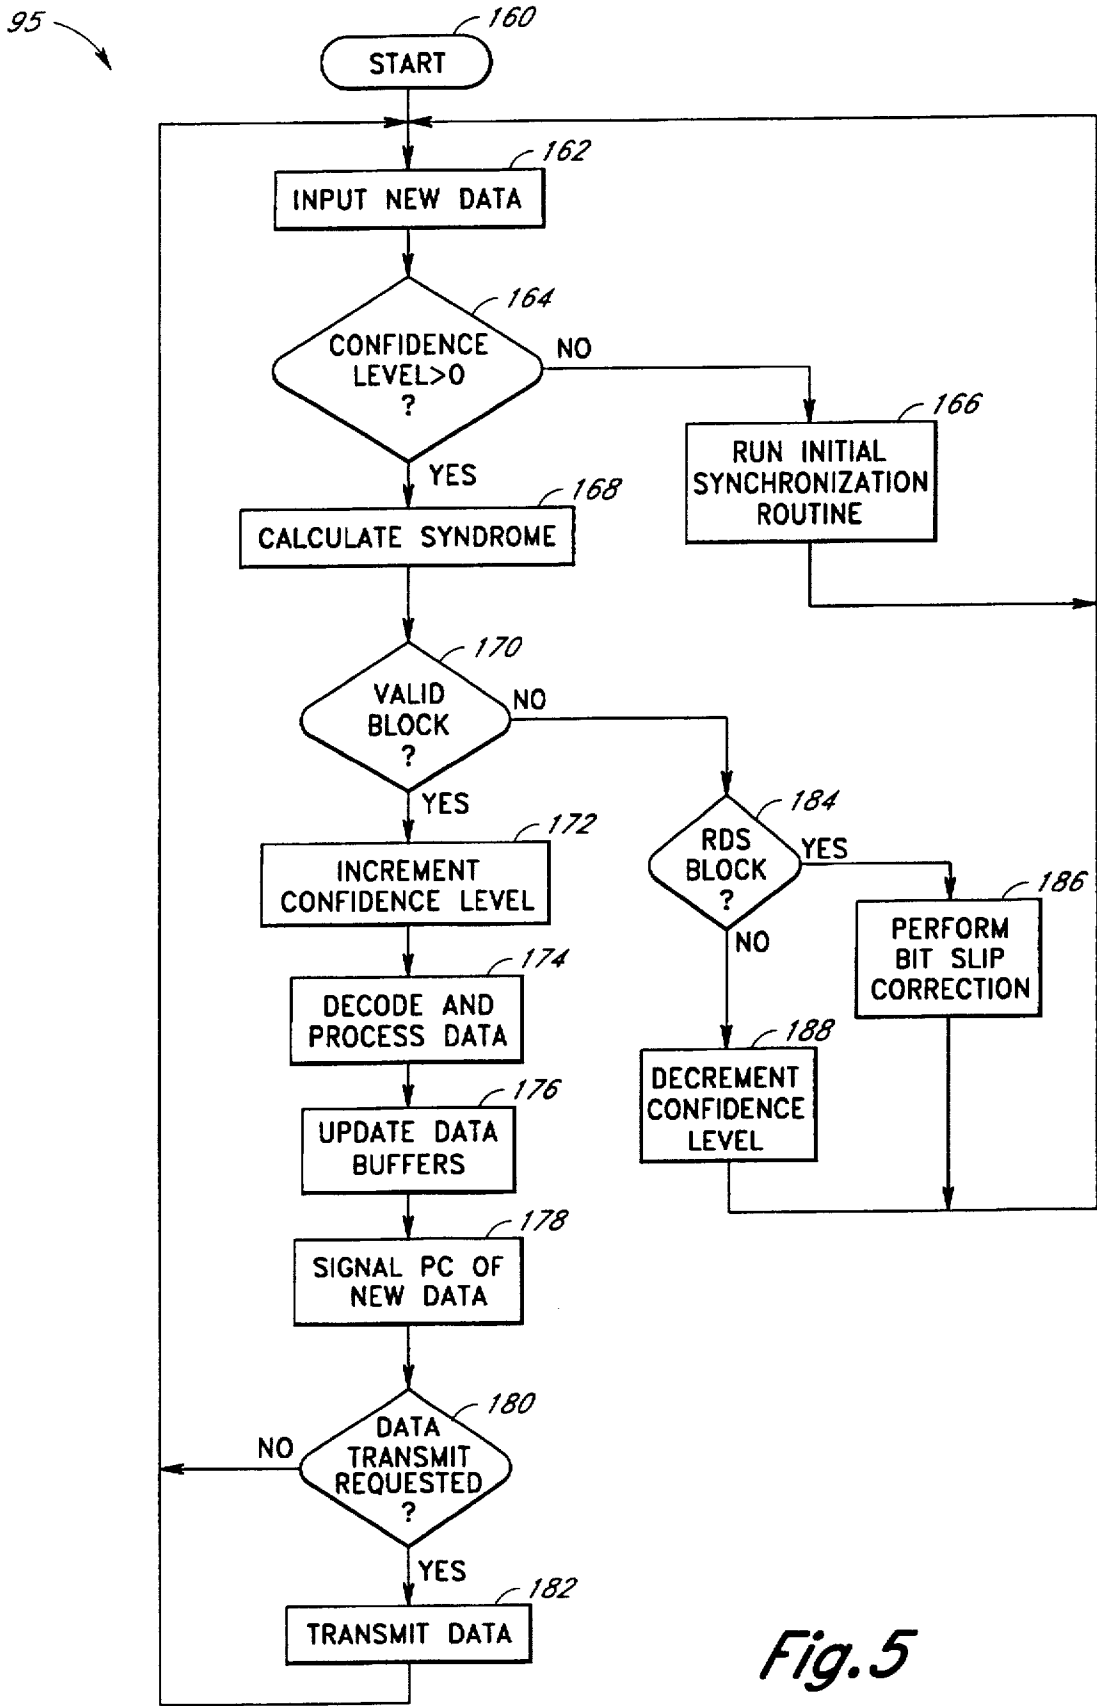 95
160
START
162
INPUT NEW DATA
164
CONFIDENCE
LEVEL>0
?
NO
YES
166
RUN INITIAL
SYNCHRONIZATION
ROUTINE
168
CALCULATE SYNDROME
170
VALID
BLOCK
?
NO
YES
184
RDS
BLOCK
?
YES
NO
172
INCREMENT
CONFIDENCE LEVEL
186
PERFORM
BIT SLIP
CORRECTION
174
DECODE AND
PROCESS DATA
188
DECREMENT
CONFIDENCE
LEVEL
176
UPDATE DATA
BUFFERS
178
SIGNAL PC OF
NEW DATA
180
DATA
TRANSMIT
REQUESTED
?
NO
YES
182
TRANSMIT DATA
Fig.5